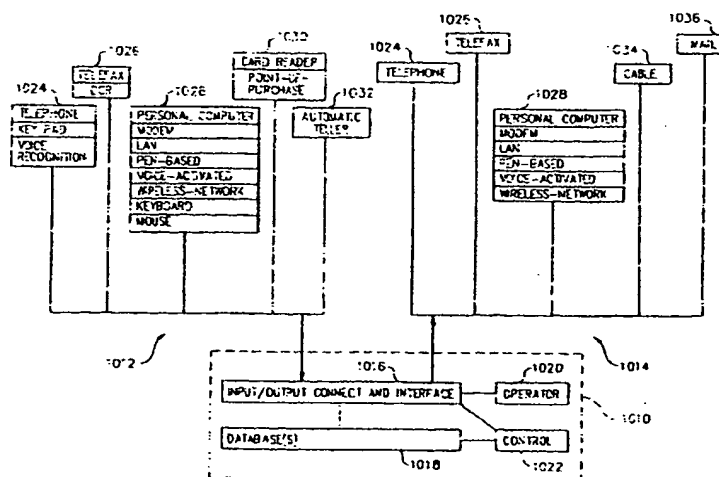 1036
1026
1024
TELEFAX
MAIL
1030
1026
CARD READER
1034
1024
TELEFAX
POINT-OF-
PURCHASE
TELEPHONE
CABLE
OCR
1028
1032
1028
TELEPHONE
PERSONAL COMPUTER
AUTOMATIC
TELLER
PERSONAL COMPUTER
KEY PAD
MODEM
MODEM
VOICE
RECOGNITION
LAN
LAN
PEN-BASED
PEN-BASED
VOICE-ACTIVATED
VOICE-ACTIVATED
WIRELESS-NETWORK
WIRELESS-NETWORK
KEYBOARD
MOUSE
1012
1014
1016
1020
INPUT/OUTPUT CONNECT AND INTERFACE
OPERATOR
1010
DATABASE(S)
CONTROL
1018
1022